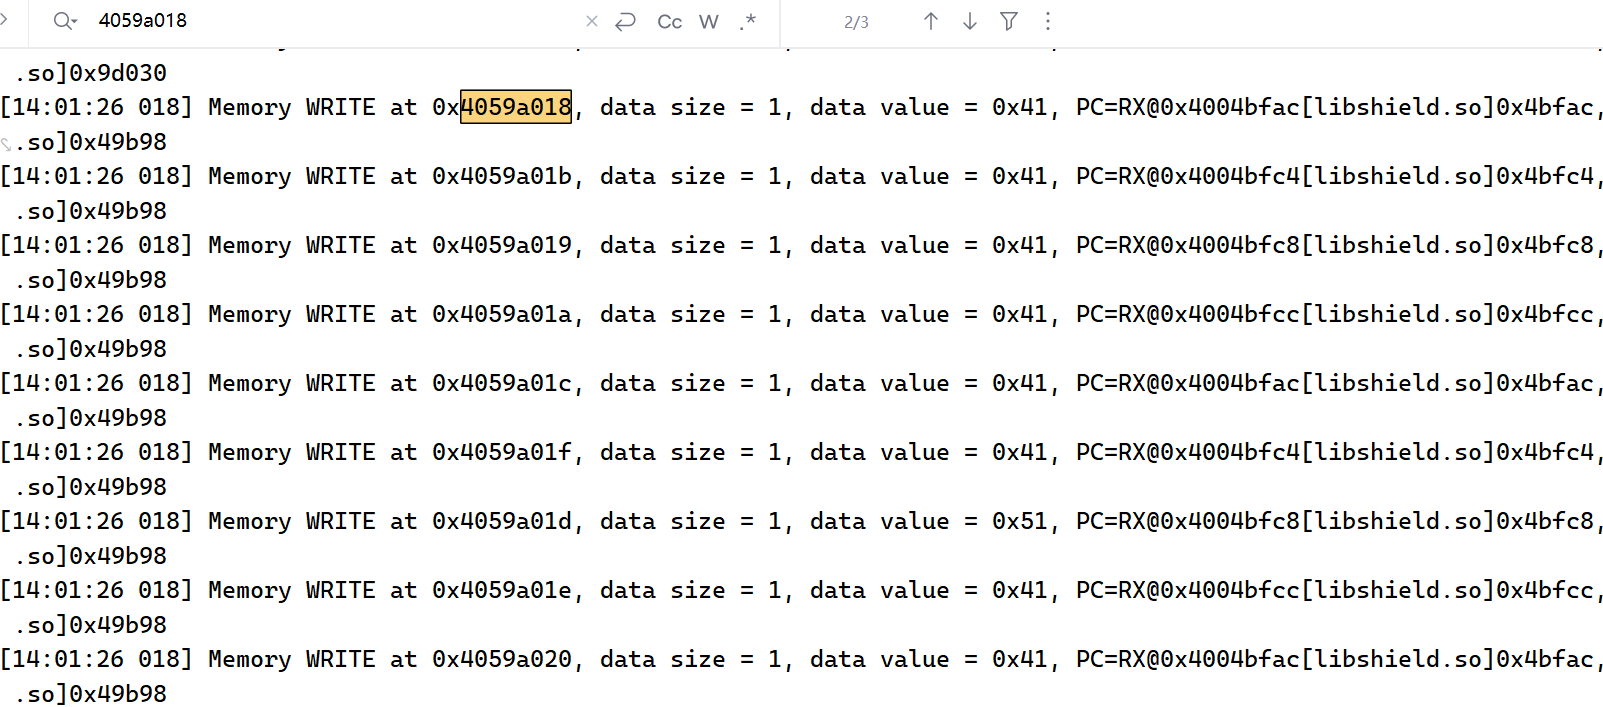 4059a018
Cc W .* 2/3
.so]0x9d030
[14:01:26 018] Memory WRITE at 0x4059a018, data size = 1, data value = 0x41, PC=RX@0x4004bfac[libshield.so]0x4bfac,
.so]0x49b98
[14:01:26 018] Memory WRITE at 0x4059a01b, data size = 1, data value = 0x41, PC=RX@0x4004bfc4[libshield.so]0x4bfc4,
.so]0x49b98
[14:01:26 018] Memory WRITE at 0x4059a019, data size = 1, data value = 0x41, PC=RX@0x4004bfc8[libshield.so]0x4bfc8,
.so]0x49b98
[14:01:26 018] Memory WRITE at 0x4059a01a, data size = 1, data value = 0x41, PC=RX@0x4004bfcc[libshield.so]0x4bfcc,
.so]0x49b98
[14:01:26 018] Memory WRITE at 0x4059a01c, data size = 1, data value = 0x41, PC=RX@0x4004bfac[libshield.so]0x4bfac,
.so]0x49b98
[14:01:26 018] Memory WRITE at 0x4059a01f, data size = 1, data value = 0x41, PC=RX@0x4004bfc4[libshield.so]0x4bfc4,
.so]0x49b98
[14:01:26 018] Memory WRITE at 0x4059a01d, data size = 1, data value = 0x51, PC=RX@0x4004bfc8[libshield.so]0x4bfc8,
.so]0x49b98
[14:01:26 018] Memory WRITE at 0x4059a01e, data size = 1, data value = 0x41, PC=RX@0x4004bfcc[libshield.so]0x4bfcc,
.so]0x49b98
[14:01:26 018] Memory WRITE at 0x4059a020, data size = 1, data value = 0x41, PC=RX@0x4004bfac[libshield.so]0x4bfac,
.so]0x49b98